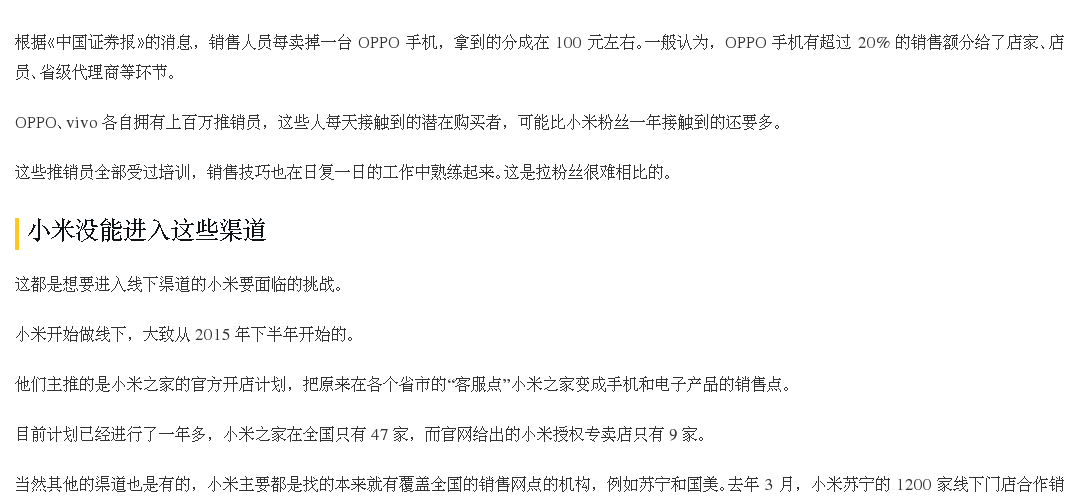 根据《中国证券报》的消息，销售人员每卖掉一台 OPPO 手机，拿到的分成在 100 元左右。一般认为，OPPO 手机有超过 20% 的销售额分给了店家、店
员、省级代理商等环节。
OPPO、vivo 各自拥有上百万推销员，这些人每天接触到的潜在购买者，可能比小米粉丝一年接触到的还要多。
这些推销员全部受过培训，销售技巧也在日复一日的工作中熟练起来。这是拉粉丝很难相比的。
小米没能进入这些渠道
这都是想要进入线下渠道的小米要面临的挑战。
小米开始做线下，大致从 2015 年下半年开始的。
他们主推的是小米之家的官方开店计划，把原来在各个省市的“客服点”小米之家变成手机和电子产品的销售点。
目前计划已经进行了一年多，小米之家在全国只有 47 家，而官网给出的小米授权专卖店只有 9 家。
当然其他的渠道也是有的，小米主要都是找的本来就有覆盖全国的销售网点的机构，例如苏宁和国美。去年 3 月，小米苏宁的 1200 家线下门店合作销